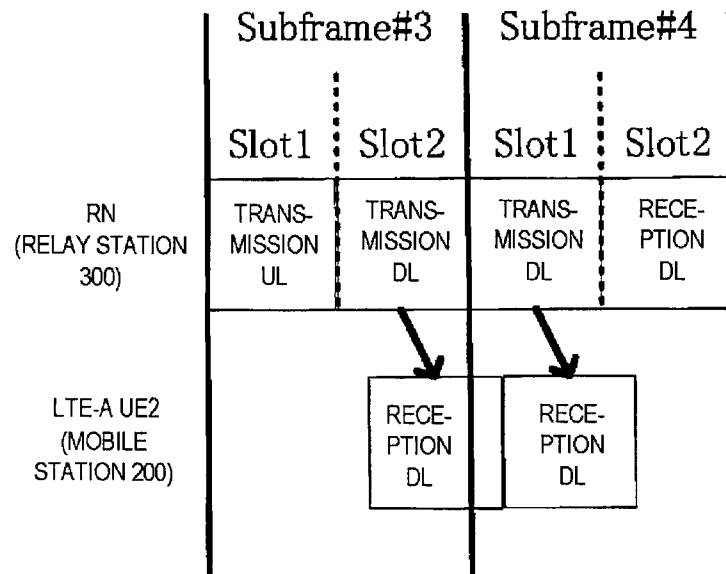 Subframe#3 Subframe#4
Slot1 Slot2 Slot1 Slot2
RN
(RELAY STATION
300)
TRANS-
MISSION
UL
TRANS-
MISSION
DL
TRANS-
MISSION
DL
RECE-
PTION
DL
LTE-A UE2
(MOBILE
STATION 200)
RECE-
PTION
DL
RECE-
PTION
DL